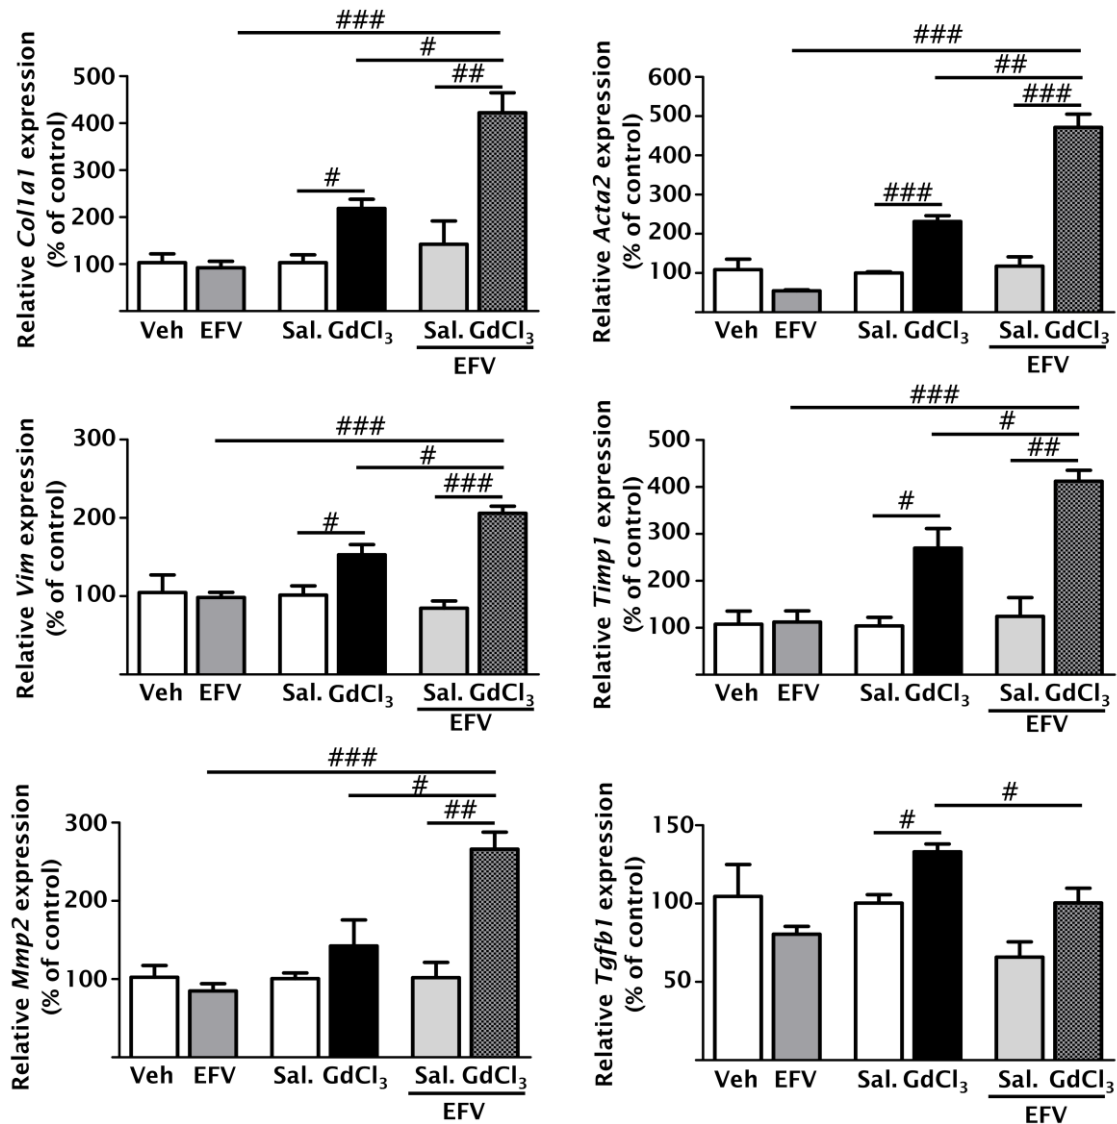 ###
#
##
#
500
400
300
200
100
Relative Col1a1 expression
(% of control)
Veh EFV Sal. GdCl₃ Sal. GdCl₃
EFV
###
##
###
###
600
500
400
300
200
100
Relative Acta2 expression
(% of control)
Veh EFV Sal. GdCl₃ Sal. GdCl₃
EFV
###
#
###
#
300
200
100
Relative Vim expression
(% of control)
Veh EFV Sal. GdCl₃ Sal. GdCl₃
EFV
###
#
##
#
500
400
300
200
100
Relative Timp1 expression
(% of control)
Veh EFV Sal. GdCl₃ Sal. GdCl₃
EFV
###
#
##
300
200
100
Relative Mmp2 expression
(% of control)
Veh EFV Sal. GdCl₃ Sal. GdCl₃
EFV
#
#
150
100
50
Relative Tgfb1 expression
(% of control)
Veh EFV Sal. GdCl₃ Sal. GdCl₃
EFV